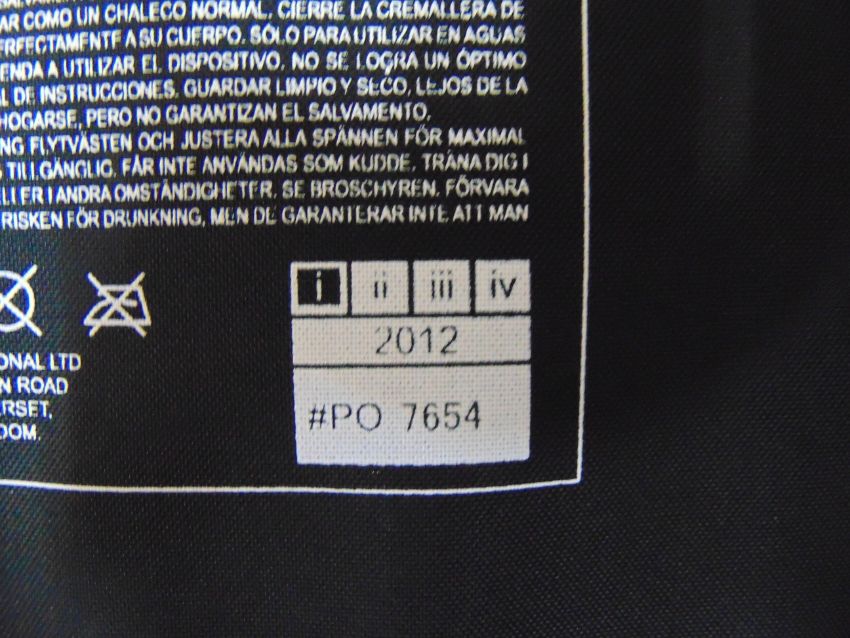 AR COMO UN CHALECO NORMAL. CIERRE LA CREMALLERA DE
PERFECTAMENTE A SU CUERPO. SÓLO PARA UTILIZAR EN AGUAS
ENDA A UTILIZAR EL DISPOSITIVO. NO SE LOGRA UN ÓPTIMO
L DE INSTRUCCIONES. GUARDAR LIMPIO Y SECO, LEJOS DE LA
HOGARSE, PERO NO GARANTIZAN EL SALVAMENTO.
NG FLYTVÄSTEN OCH JUSTERA ALLA SPÄNNEN FÖR MAXIMAL
TILLGÄNGLIG. FÅR INTE ANVÄNDAS SOM KUDDE. TRÄNA DIG I
ELLER I ANDRA OMSTÄNDIGHETER. SE BROSCHYREN. FÖRVARA
RISKEN FÖR DRUNKNING, MEN DE GARANTERAR INTE ATT MAN
i ii iii iv
2012
#PO 7654
ONAL LTD
N ROAD
ERSET,
DOM.